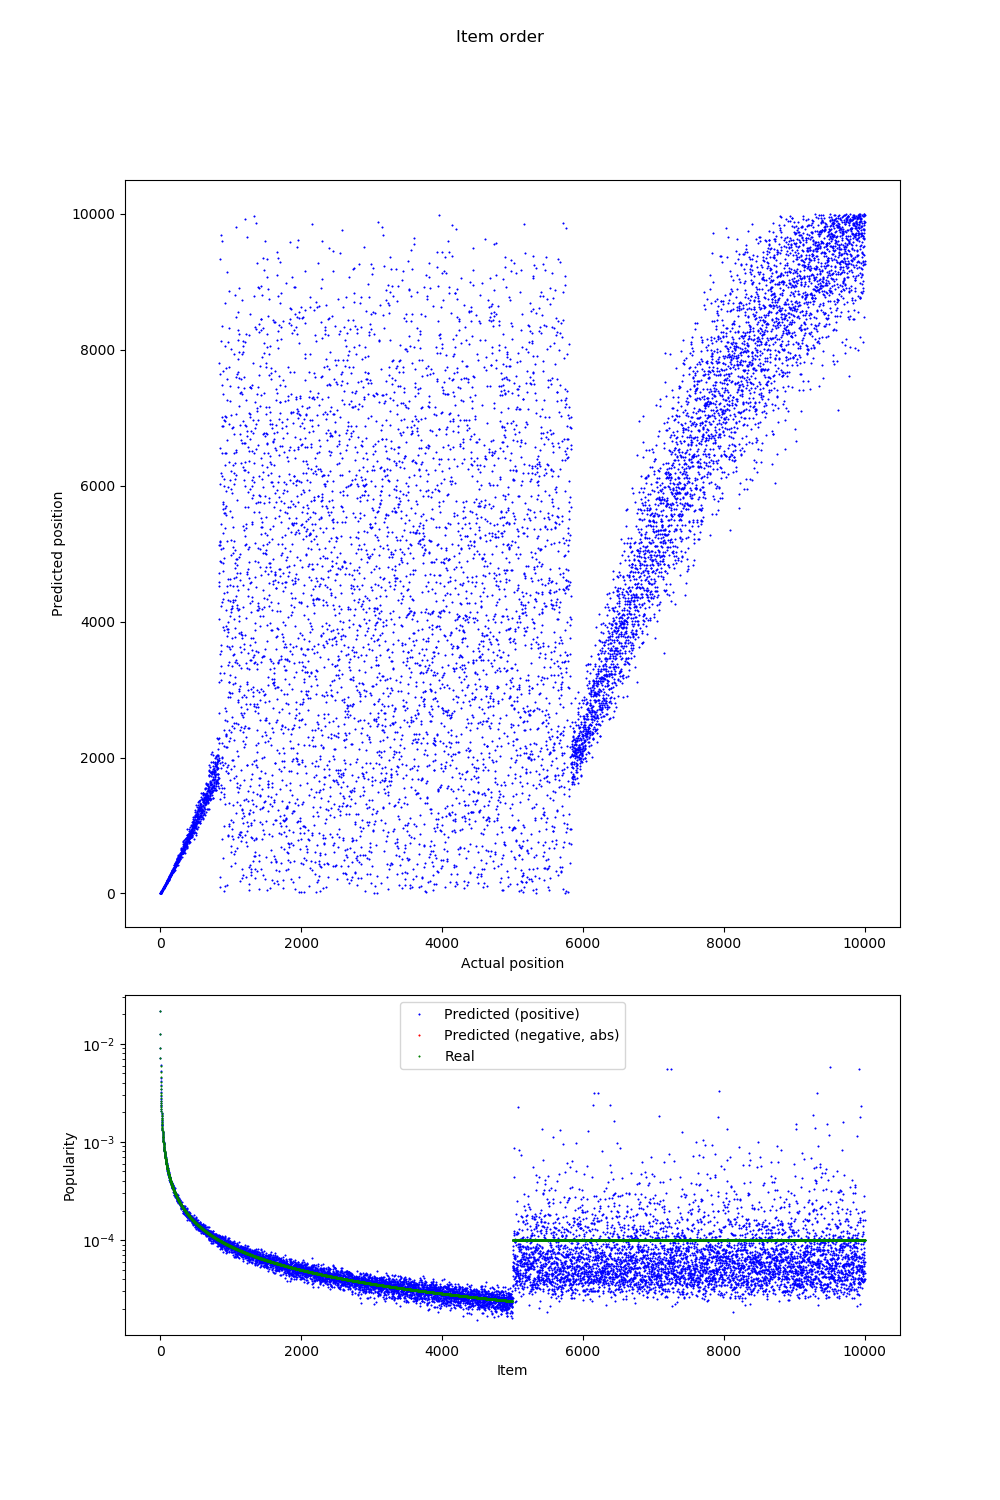 Item order
10000
8000
6000
4000
2000
0
Predicted position
0 2000 4000 6000 8000 10000
Actual position
Predicted (positive)
Predicted (negative, abs)
Real
10⁻²
10⁻³
10⁻⁴
Popularity
0 2000 4000 6000 8000 10000
Item